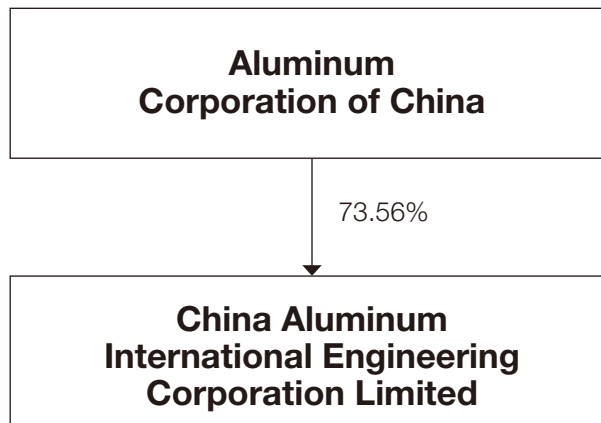 Aluminum
Corporation of China
73.56%
China Aluminum
International Engineering
Corporation Limited